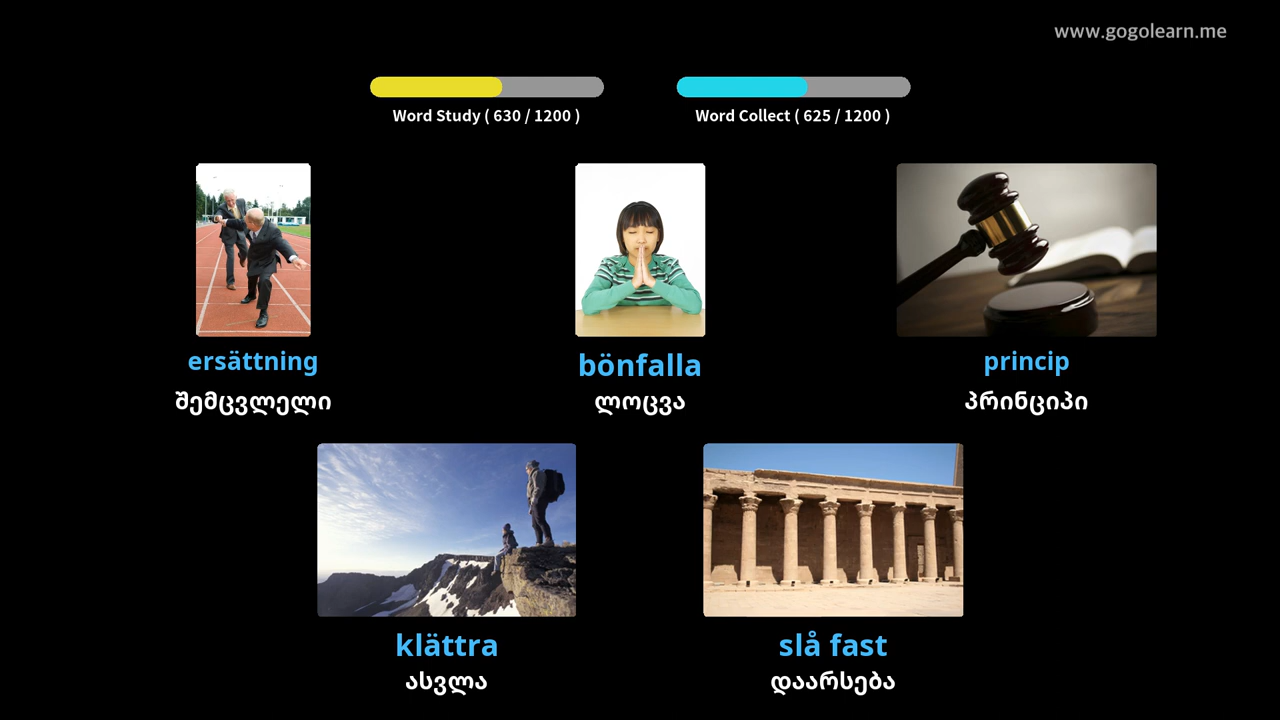 www.gogolearn.me
Word Study ( 630 / 1200 )
Word Collect ( 625 / 1200 )
ersättning
შემცვლელი
bönfalla
ლოცვა
princip
პრინციპი
klättra
ასვლა
slå fast
დაარსება